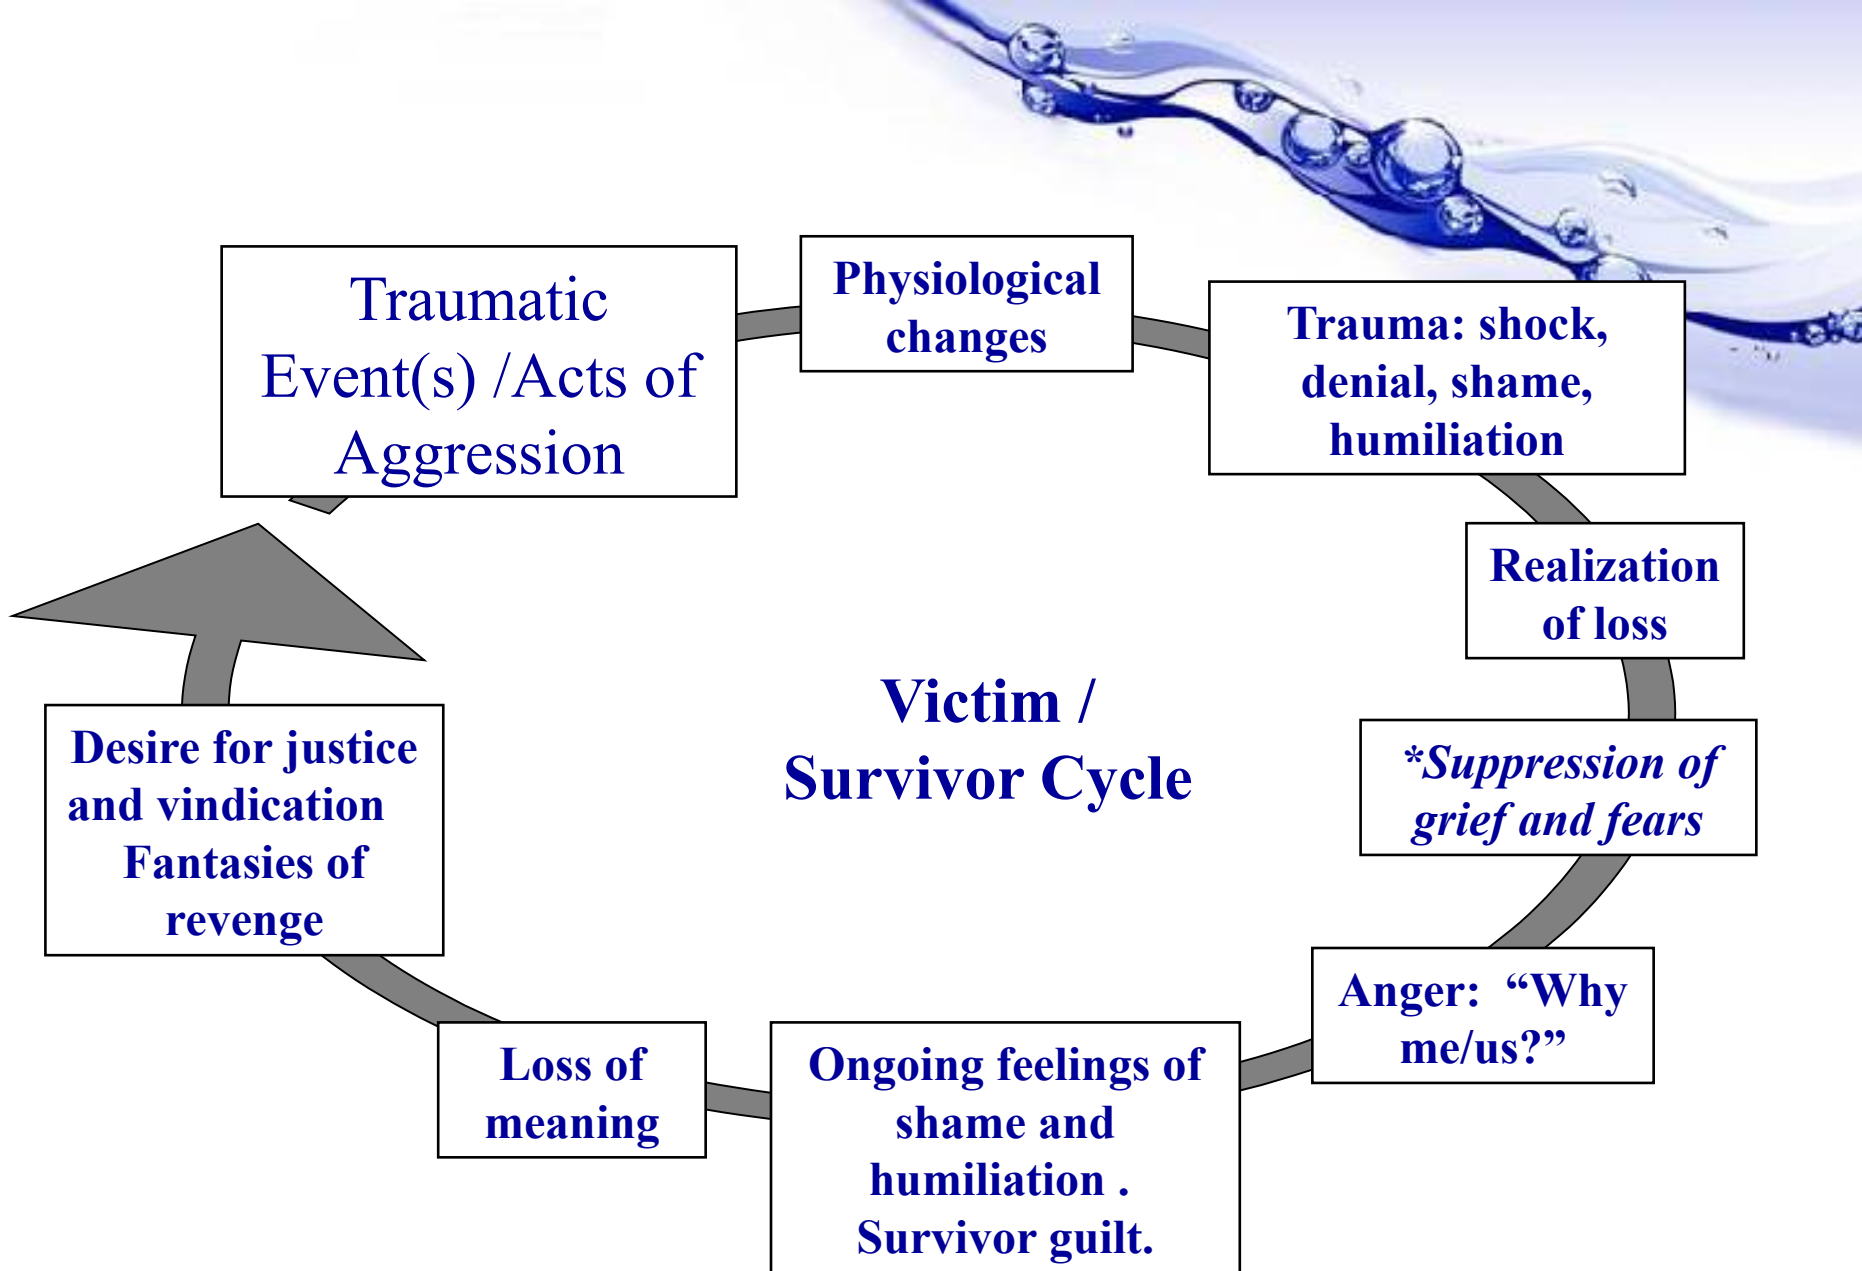 Traumatic
Event(s) /Acts of
Aggression
Physiological
changes
Trauma: shock,
denial, shame,
humiliation
Realization
of loss
*Suppression of
grief and fears
Anger:  “Why
me/us?”
Ongoing feelings of
shame and
humiliation .
Survivor guilt.
Loss of
meaning
Desire for justice
and vindication
Fantasies of
revenge
Victim /
Survivor Cycle